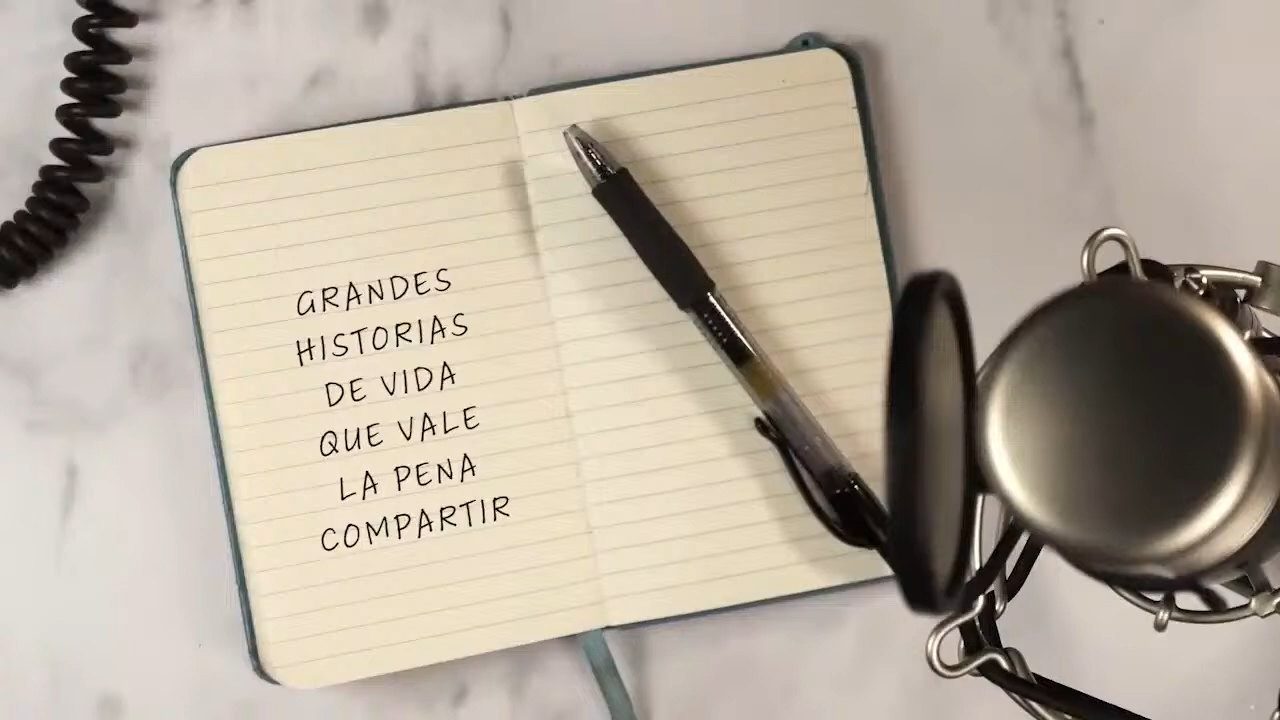 GRANDES
HISTORIAS
DE VIDA
QUE VALE
LA PENA
COMPARTIR